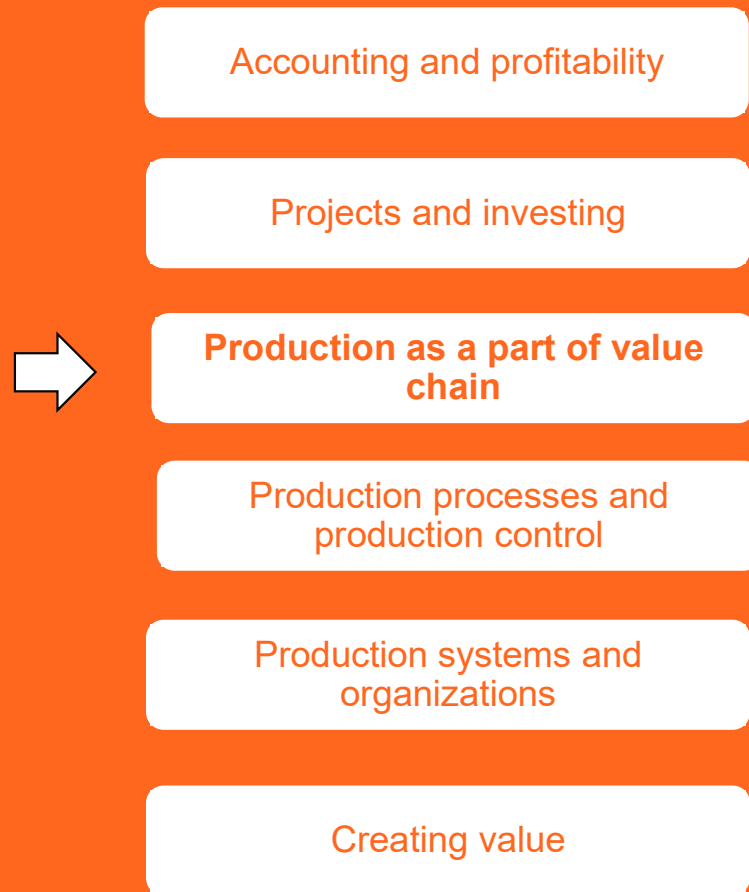 Accounting and profitability
Projects and investing
Production as a part of value
chain
Production processes and
production control
Production systems and
organizations
Creating value